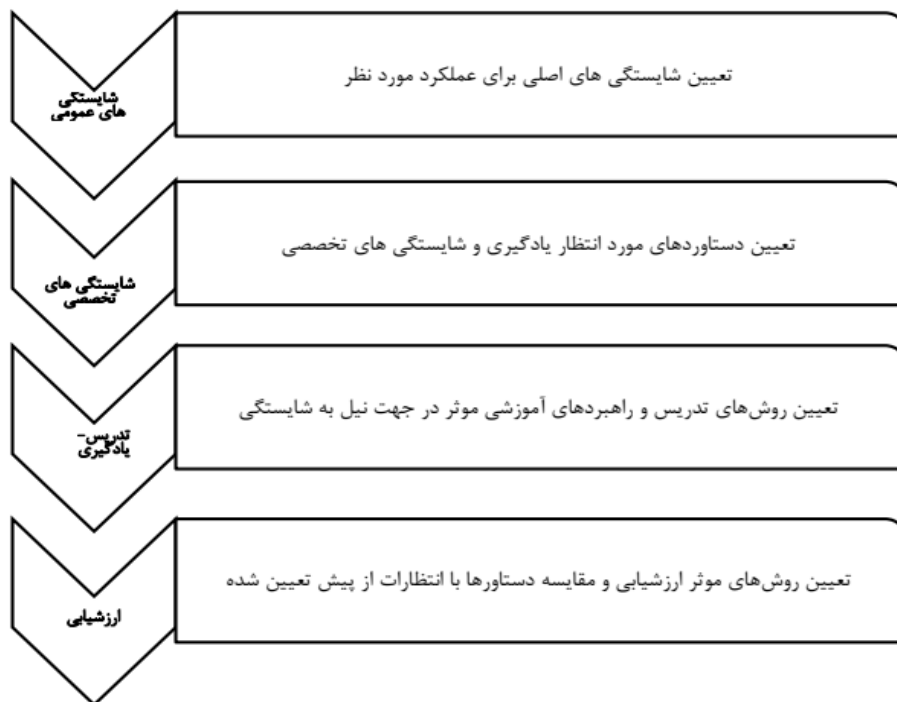 شایستگی
های عمومی
تعیین شایستگی های اصلی برای عملکرد مورد نظر
شایستگی های
تخصصی
تعیین دستاوردهای مورد انتظار یادگیری و شایستگی های تخصصی
تدریس-
یادگیری
تعیین روش‌های تدریس و راهبردهای آموزشی موثر در جهت نیل به شایستگی
ارزشیابی
تعیین روش‌های موثر ارزشیابی و مقایسه دستاورها با انتظارات از پیش تعیین شده